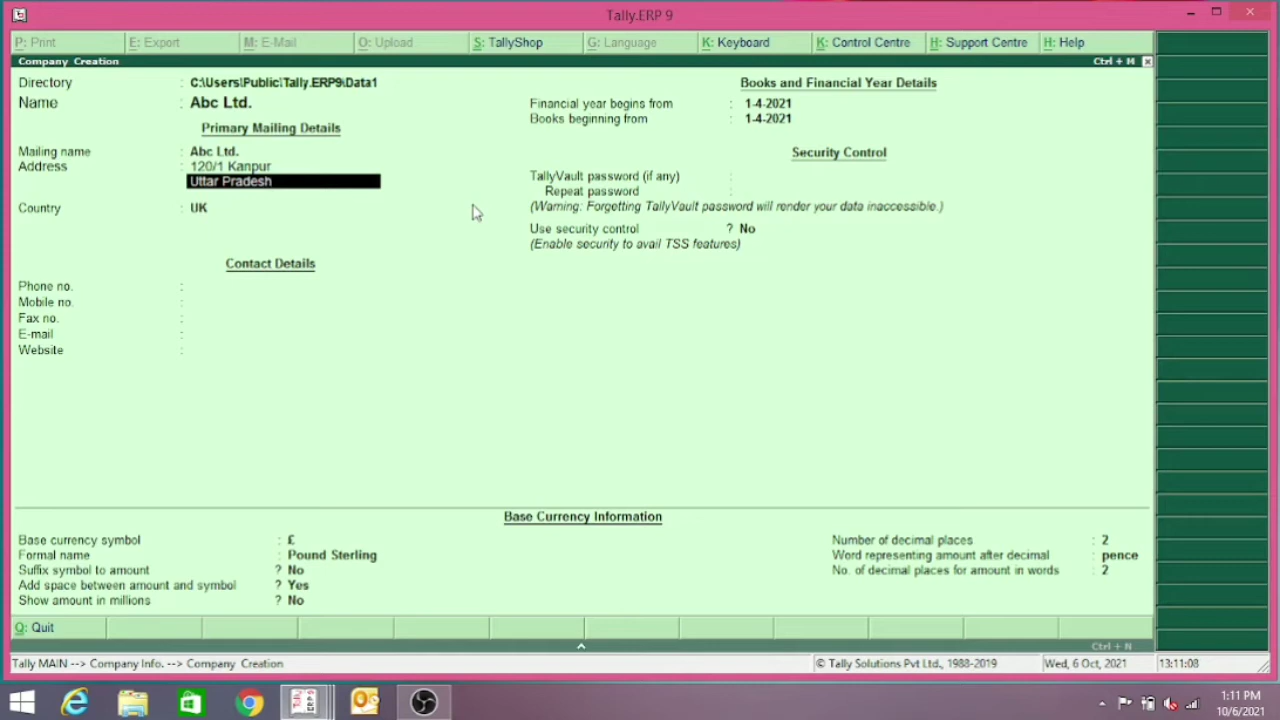 Tally.ERP 9
P: Print
E: Export
M: E-Mail
O: Upload
S: TallyShop
G: Language
K: Keyboard
K: Control Centre
H: Support Centre
H: Help
Company Creation
Ctrl + M
Directory : C:\Users\Public\Tally.ERP9\Data1
Name : Abc Ltd.
Primary Mailing Details
Mailing name : Abc Ltd.
Address : 120/1 Kanpur
Uttar Pradesh
Country : UK
Contact Details
Phone no. :
Mobile no. :
Fax no. :
E-mail :
Website :
Books and Financial Year Details
Financial year begins from : 1-4-2021
Books beginning from : 1-4-2021
Security Control
TallyVault password (if any) :
Repeat password :
(Warning: Forgetting TallyVault password will render your data inaccessible.)
Use security control ? No
(Enable security to avail TSS features)
Base Currency Information
Base currency symbol : £
Formal name : Pound Sterling
Suffix symbol to amount ? No
Add space between amount and symbol ? Yes
Show amount in millions ? No
Number of decimal places : 2
Word representing amount after decimal : pence
No. of decimal places for amount in words : 2
Q: Quit
Ctrl + N
Tally MAIN --> Company Info. --> Company Creation
© Tally Solutions Pvt Ltd., 1988-2019
Wed, 6 Oct, 2021
13:11:08
1:11 PM
10/6/2021